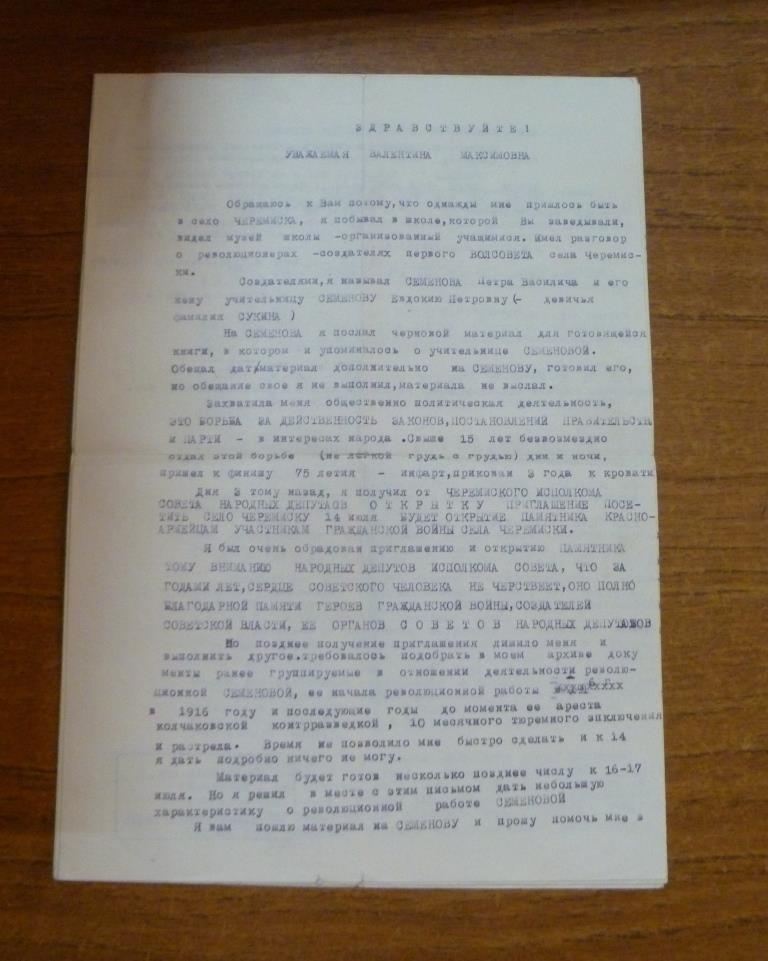 ЗДРАВСТВУЙТЕ!
УВАЖАЕМАЯ ВАЛЕНТИНА МАКСИМОВНА
Обращаюсь к Вам потому,что однажды мне пришлось быть
в село ЧЕРЕМИСКА, я побывал в школе,которой Вы заведывали,
видел музей школы -организованный учащимися. Имел разговор
о революционерах -создателях первого ВОЛСОВЕТА села Черемис-
ки.
Создателями,я называл СЕМЕНОВА Петра Василича и его
жену учительницу СЕМЕНОВУ Евдокию Петровну (- девичья
фамилия СУКИНА )
На СЕМЕНОВА я послал черновой материал для готовящейся
книги, в котором и упоминалось о учительнице СЕМЕНОВОЙ.
Обещал дать материал дополнительно на СЕМЕНОВУ, готовил его,
но обещание свое я не выполнил,материала не выслал.
Захватила меня общественно политическая деятельность,
ЭТО БОРЬБА ЗА ДЕЙСТВЕННОСТЬ ЗАКОНОВ,ПОСТАНОВЛЕНИЙ ПРАВИТЕЛЬСТВ
И ПАРТИ - в интересах народа .Свыше 15 лет безвозмездно
отдал этой борьбе (не легкой грудь с грудью) дни и ночи,
пришел к финишу 75 летия - инфарт,прикован 3 года к кровати
Дня 3 тому назад, я получил от ЧЕРЕМИСКОГО ИСПОЛКОМА
СОВЕТА НАРОДНЫХ ДЕПУТАОВ О Т К Р Ы Т К У ПРИГЛАШЕНИЕ ПОСЕ-
ТИТЬ СЕЛО ЧЕРЕМИСКУ 14 июля БУДЕТ ОТКРЫТИЕ ПАМЯТНИКА КРАСНО-
АРМЕЙЦАМ УЧАСТНИКАМ ГРАЖДАНСКОЙ ВОЙНЫ СЕЛА ЧЕРЕМИСКИ.
Я был очень обрадован приглашению и открытию ПАМЯТНИКА
ТОМУ ВНИМАНИЮ НАРОДНЫХ ДЕПУТОВ ИСПОЛКОМА СОВЕТА, ЧТО ЗА
ГОДАМИ ЛЕТ,СЕРДЦЕ СОВЕТСКОГО ЧЕЛОВЕКА НЕ ЧЕРСТВЕЕТ,ОНО ПОЛНО
БЛАГОДАРНОЙ ПАМЯТИ ГЕРОЕВ ГРАЖДАНСКОЙ ВОЙНЫ,СОЗДАТЕЛЕЙ
СОВЕТСКОЙ ВЛАСТИ, ЕЕ ОРГАНОВ С О В Е Т О В НАРОДНЫХ ДЕПУТАТОВ
Но позднее получение приглашения лишило меня и
выполнить другое.требовалось подобрать в моем архиве доку
менты ранее группируемые в отношении деятельности револю-
ционной СЕМЕНОВОЙ, ее начала революционной работы
в 1916 году и последующие годы до момента ее ареста
колчаковской контрразведкой , 10 месячного тюремного зиключения
и растрела. Время не позволило мне быстро сделать и к 14
я дать подробно ничего не могу.
Материал будет готов несколько позднее числу к 16-17
июля. Но я решил в месте с этим письмом дать небольшую
характеристику о революционной работе СЕМЕНОВОЙ
Я вам пошлю материал на СЕМЕНОВУ и прошу помочь мне в